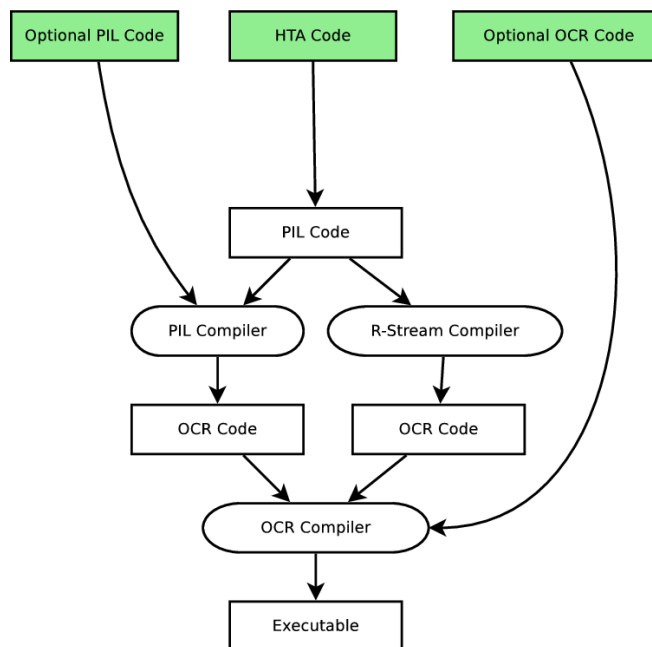 Optional PIL Code
HTA Code
Optional OCR Code
PIL Code
PIL Compiler
R-Stream Compiler
OCR Code
OCR Code
OCR Compiler
Executable